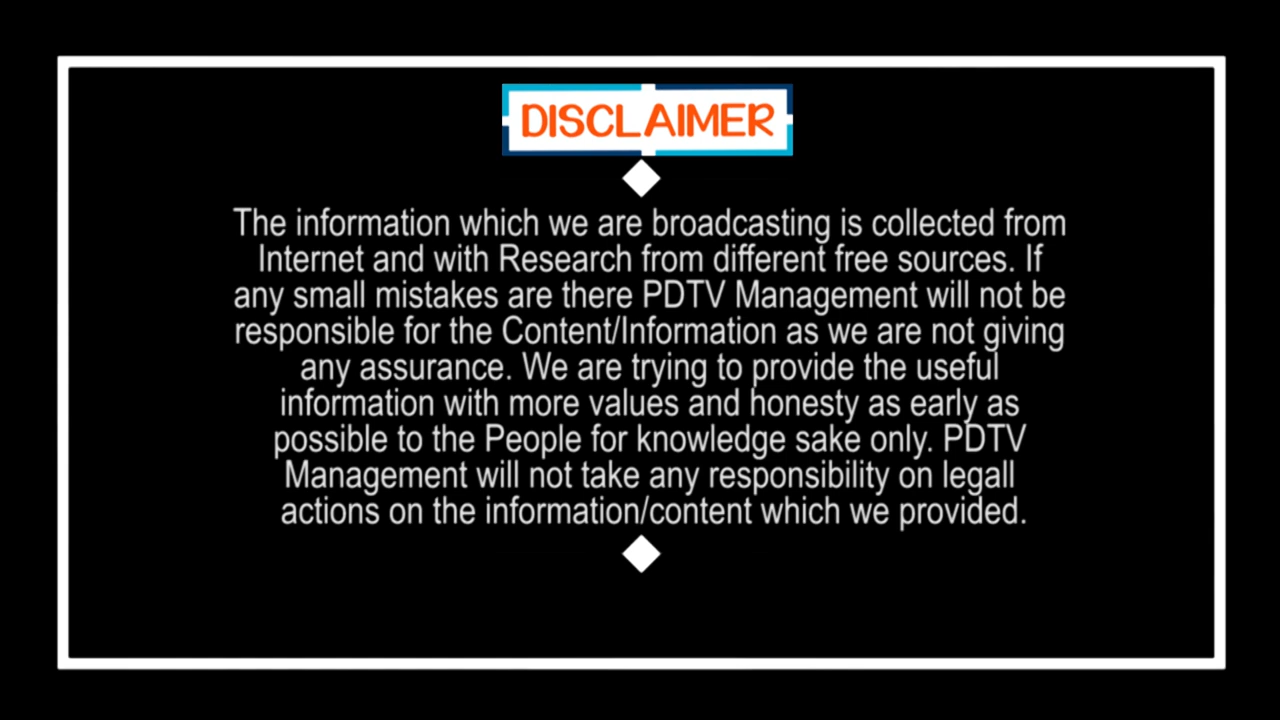 DISCLAIMER
The information which we are broadcasting is collected from
Internet and with Research from different free sources. If
any small mistakes are there PDTV Management will not be
responsible for the Content/Information as we are not giving
any assurance. We are trying to provide the useful
information with more values and honesty as early as
possible to the People for knowledge sake only. PDTV
Management will not take any responsibility on legall
actions on the information/content which we provided.